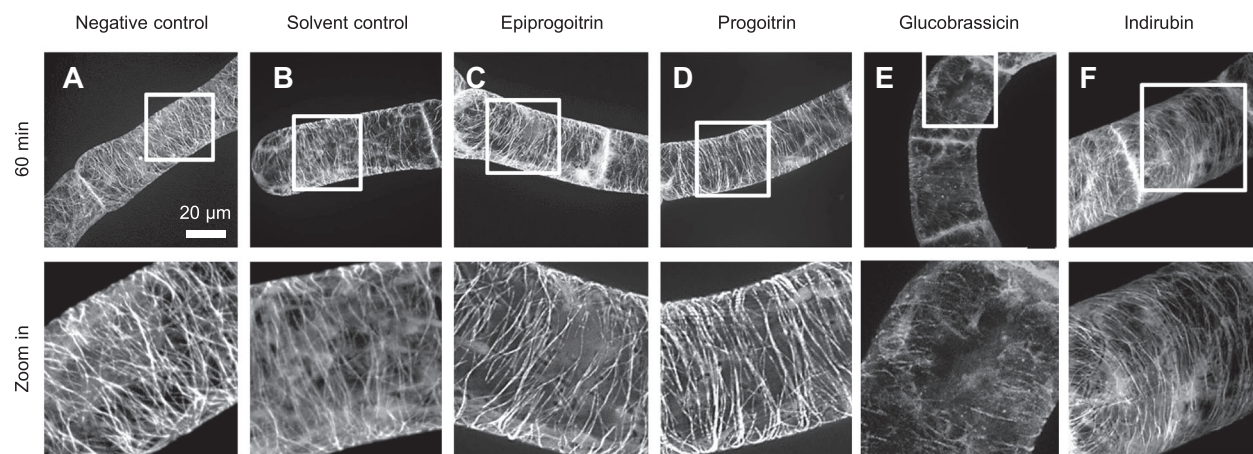 Negative control Solvent control Epiprogoitrin Progoitrin Glucobrassicin Indirubin
60 min
A B C D E F
20 µm
Zoom in